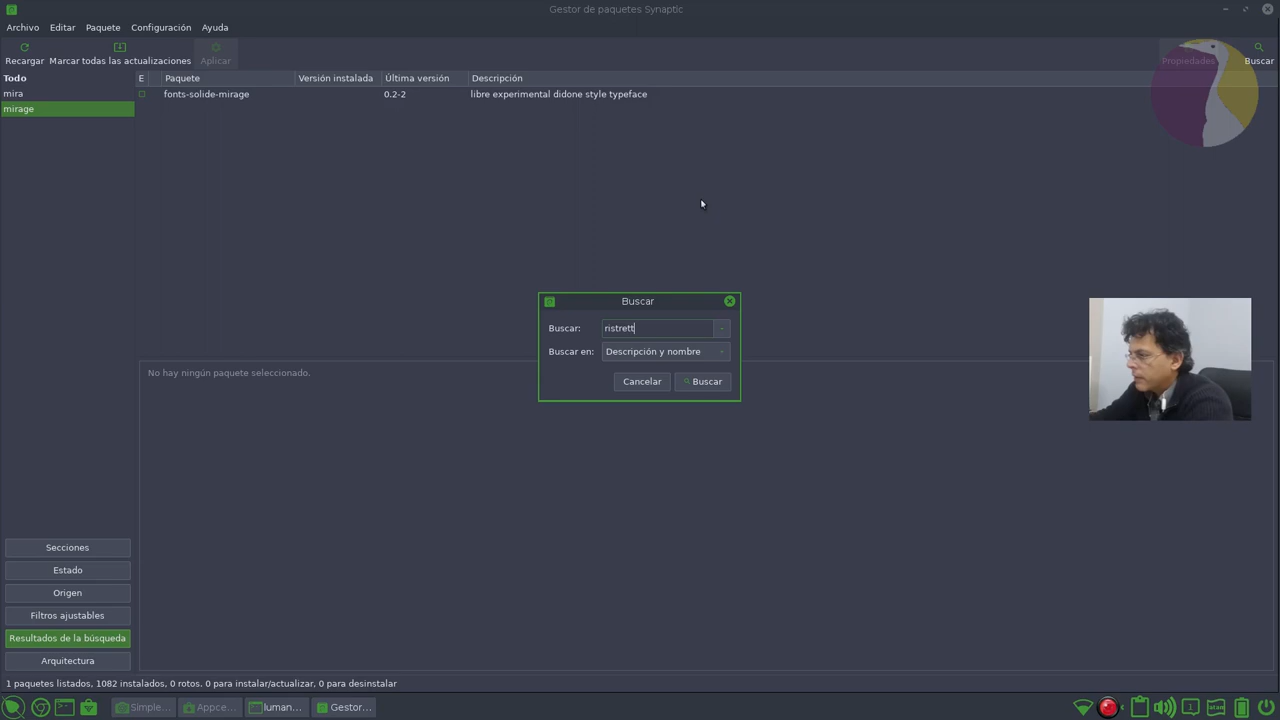 Gestor de paquetes Synaptic
Archivo Editar Paquete Configuración Ayuda
Recargar Marcar todas las actualizaciones Aplicar Propiedades Buscar
Todo
mira
mirage
E Paquete Versión instalada Última versión Descripción
fonts-solide-mirage 0.2-2 libre experimental didone style typeface
Buscar
Buscar: ristrett
Buscar en: Descripción y nombre
Cancelar Buscar
No hay ningún paquete seleccionado.
Secciones
Estado
Origen
Filtros ajustables
Resultados de la búsqueda
Arquitectura
1 paquetes listados, 1082 instalados, 0 rotos. 0 para instalar/actualizar, 0 para desinstalar
Simple... Appce... luman... Gestor...